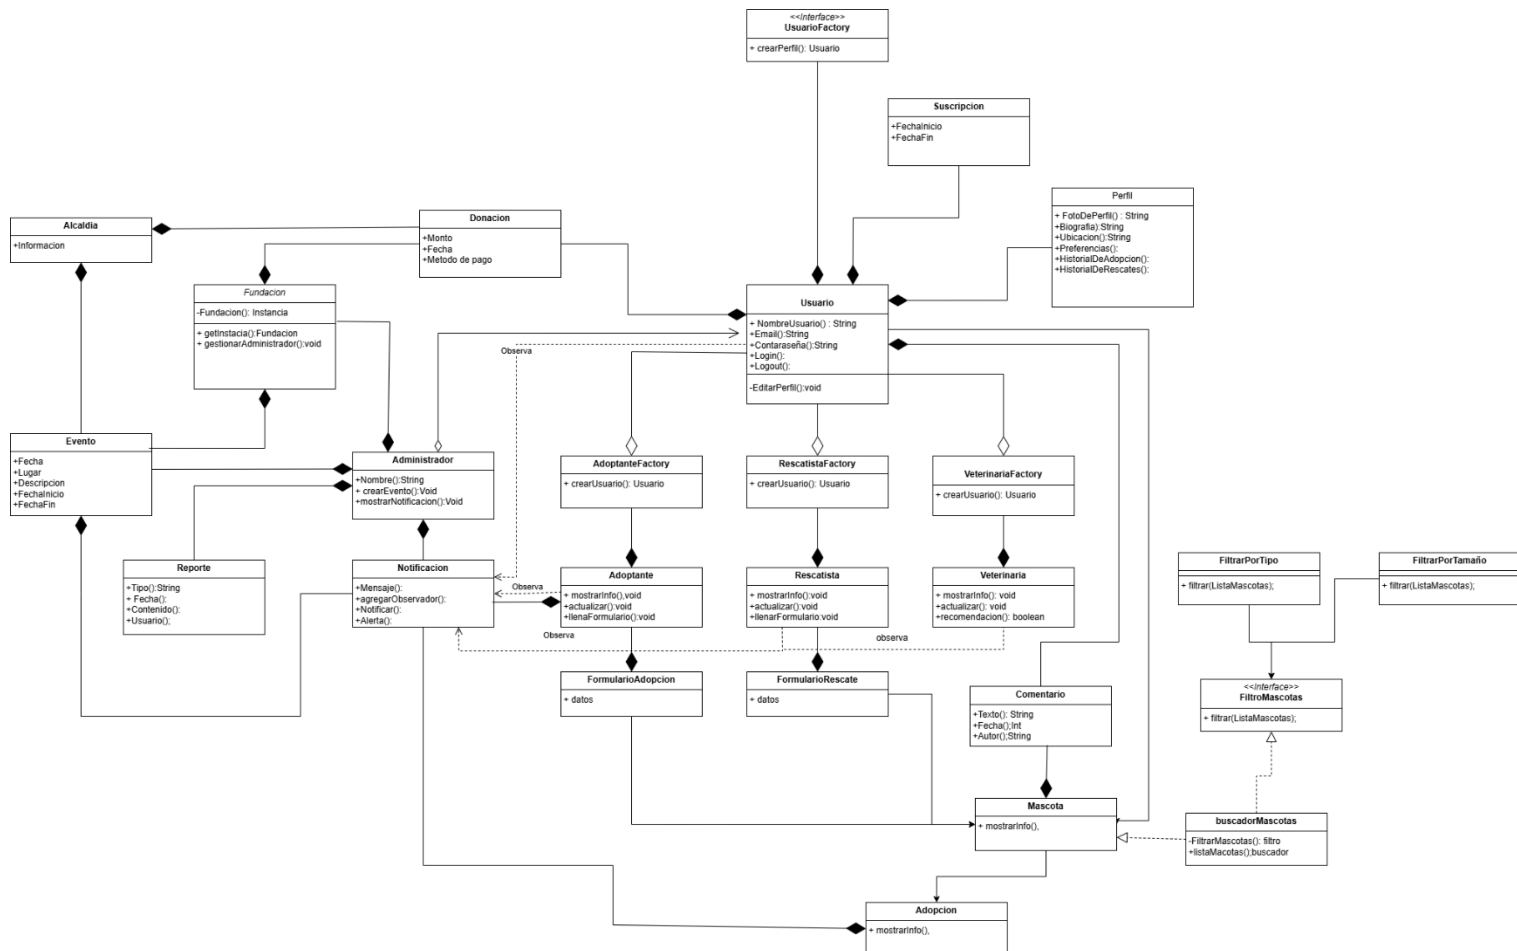 <<Interface>>
UsuarioFactory
+ crearPerfil(): Usuario
Suscripcion
+FechaInicio
+FechaFin
Perfil
+ FotoDePerfil() : String
+Biografia):String
+Ubicacion():String
+Preferencias():
+HistorialDeAdopcion():
+HistorialDeRescates():
Alcaldia
+Informacion
Donacion
+Monto
+Fecha
+Metodo de pago
Fundacion
-Fundacion(): Instancia
+ getInstacia():Fundacion
+ gestionarAdministrador():void
Usuario
+ NombreUsuario() : String
+Email():String
+Contaraseña():String
+Login():
+Logout():
-EditarPerfil():void
Observa
Evento
+Fecha
+Lugar
+Descripcion
+FechaInicio
+FechaFin
Administrador
+Nombre():String
+ crearEvento():Void
+mostrarNotificacion():Void
AdoptanteFactory
+ crearUsuario(): Usuario
RescatistaFactory
+ crearUsuario(): Usuario
VeterinariaFactory
+ crearUsuario(): Usuario
Reporte
+Tipo():String
+ Fecha():
+Contenido():
+Usuario();
Notificacion
+Mensaje():
+agregarObservador():
+Notificar():
+Alerta():
Observa
Adoptante
+ mostrarInfo(),void
+actualizar():void
+llenaFormulario():void
Rescatista
+ mostrarInfo():void
+actualizar():void
+llenarFormulario:void
Veterinaria
+ mostrarInfo(): void
+actualizar(): void
+recomendacion(): boolean
Observa
observa
FiltrarPorTipo
+ filtrar(ListaMascotas);
FiltrarPorTamaño
+ filtrar(ListaMascotas);
FormularioAdopcion
+ datos
FormularioRescate
+ datos
Comentario
+Texto(): String
+Fecha();Int
+Autor();String
<<Interface>>
FiltroMascotas
+ filtrar(ListaMascotas);
Mascota
+ mostrarInfo(),
buscadorMascotas
-FiltrarMascotas(): filtro
+listaMacotas();buscador
Adopcion
+ mostrarInfo(),